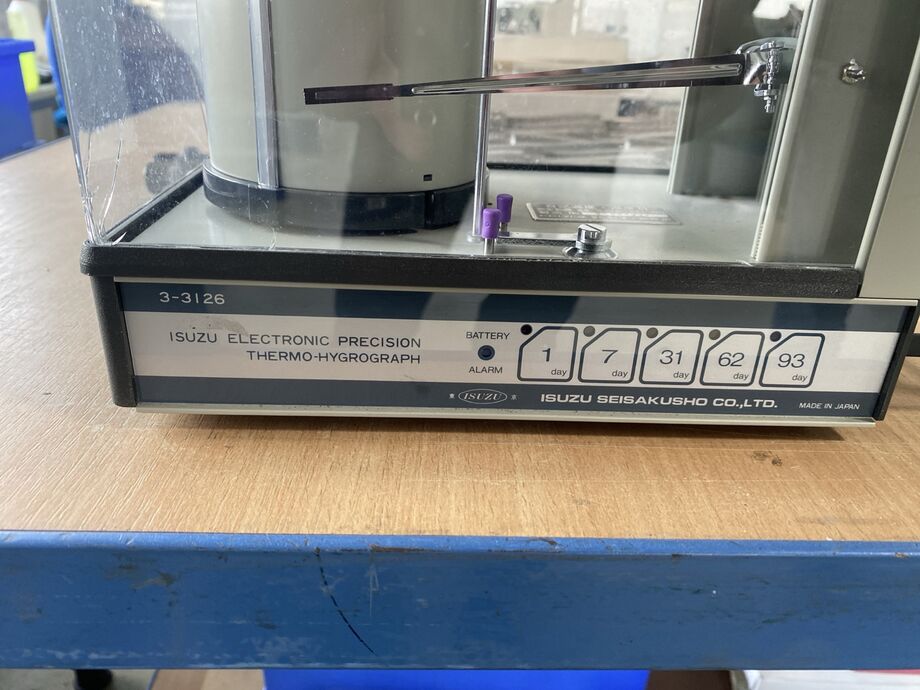 3-3126
ISUZU ELECTRONIC PRECISION
THERMO-HYGROGRAPH
BATTERY
ALARM
1 day
7 day
31 day
62 day
93 day
ISUZU
ISUZU SEISAKUSHO CO.,LTD.
MADE IN JAPAN